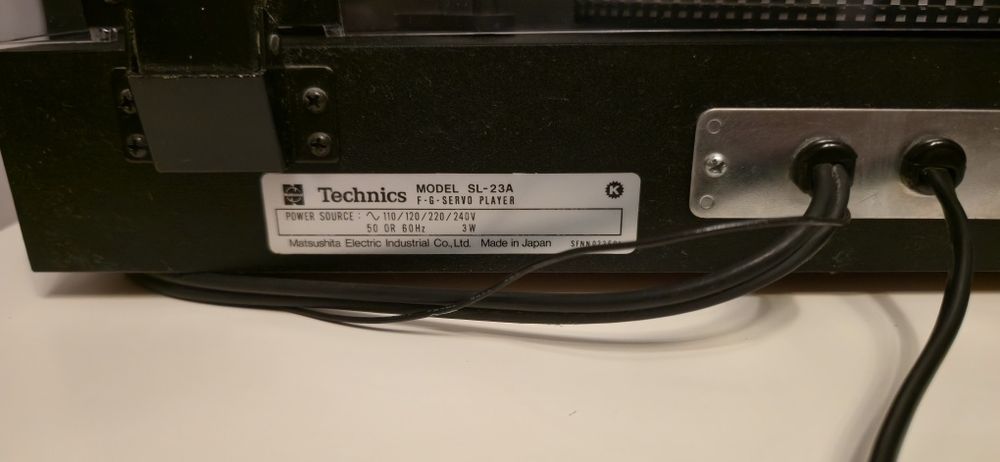 Technics MODEL SL-23A
F-G-SERVO PLAYER
K
POWER SOURCE : ∿ 110/120/220/240V
50 OR 60Hz 3W
Matsushita Electric Industrial Co., Ltd. Made in Japan